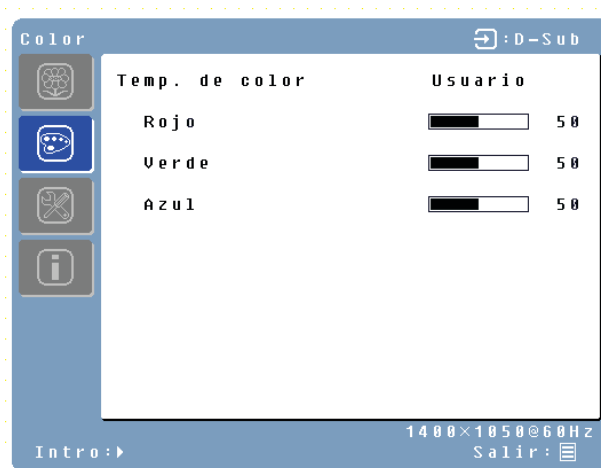 Color :D-Sub
Temp. de color Usuario
Rojo 50
Verde 50
Azul 50
1400×1050@60Hz
Intro: Salir: